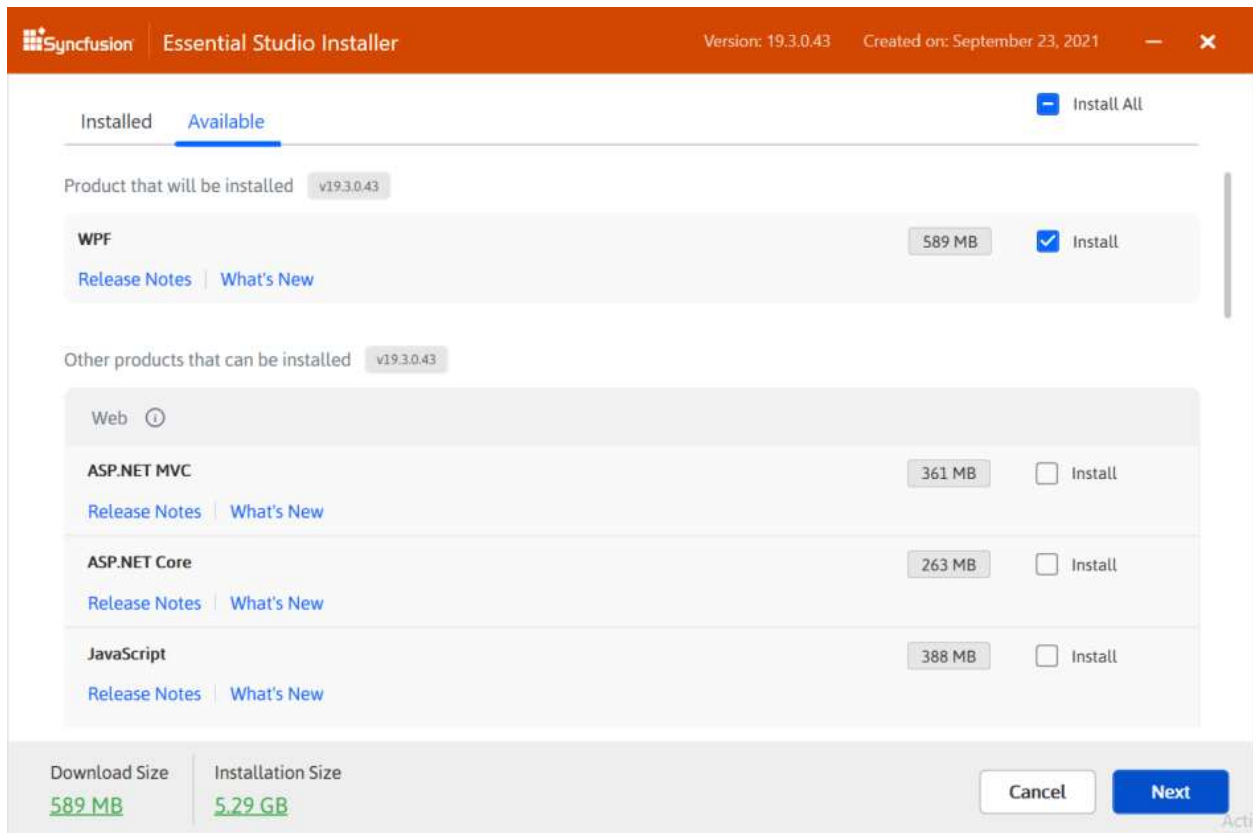 Syncfusion Essential Studio Installer Version: 19.3.0.43 Created on: September 23, 2021
Install All
Installed Available
Product that will be installed v19.3.0.43
WPF 589 MB Install
Release Notes What's New
Other products that can be installed v19.3.0.43
Web
ASP.NET MVC 361 MB Install
Release Notes What's New
ASP.NET Core 263 MB Install
Release Notes What's New
JavaScript 388 MB Install
Release Notes What's New
Download Size Installation Size
589 MB 5.29 GB
Cancel Next
Acti